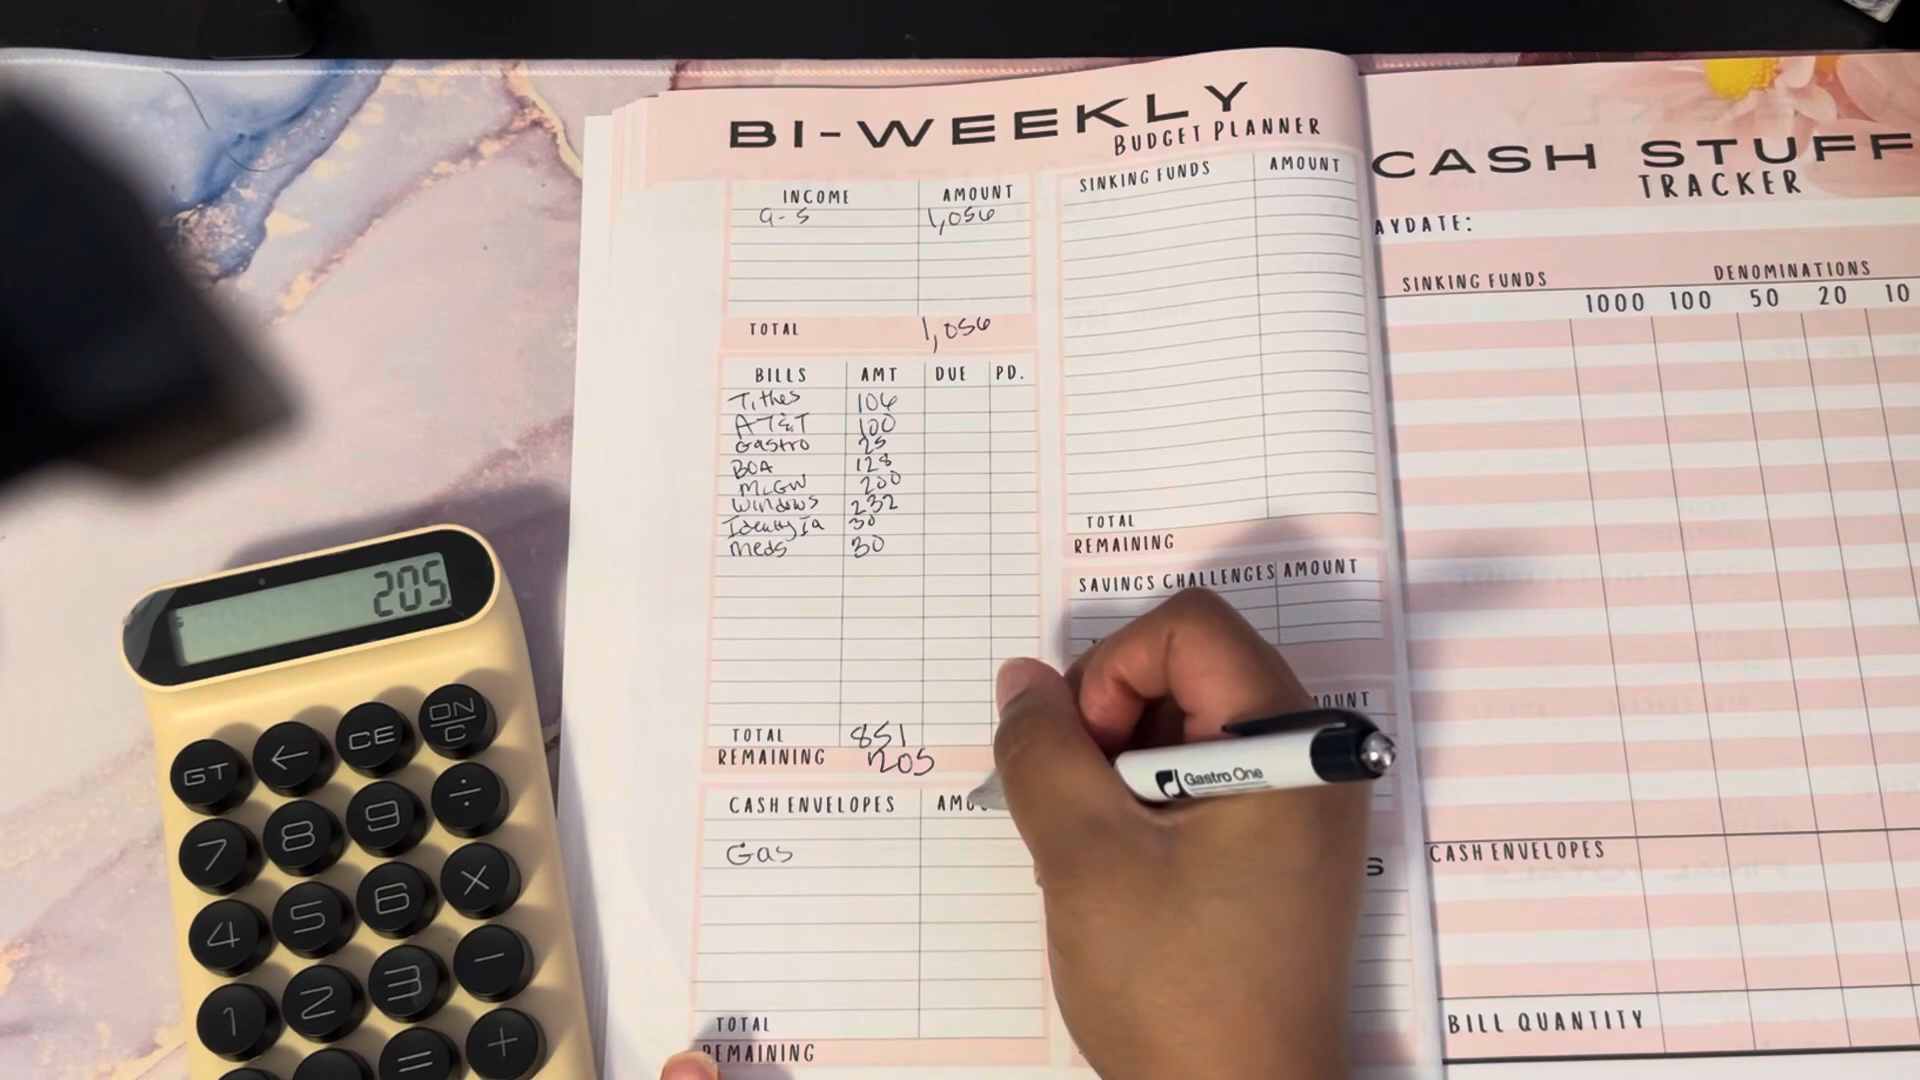 BI-WEEKLY
BUDGET PLANNER
INCOME AMOUNT
9-5 1,056
TOTAL 1,056
BILLS AMT DUE PD.
Tithes 106
AT&T 100
Gastro 25
BOA 128
McGW 200
Windows 232
30
Meds 30
TOTAL 851
REMAINING 205
CASH ENVELOPES
Gas
TOTAL
REMAINING
SINKING FUNDS AMOUNT
TOTAL
REMAINING
SAVINGS CHALLENGES AMOUNT
Gastro One
CASH STUFF
TRACKER
AYDATE:
SINKING FUNDS DENOMINATIONS
1000 100 50 20 10
CASH ENVELOPES
BILL QUANTITY
205.
GT ← CE ON/C
7 8 9 ÷
4 5 6 ×
1 2 3 −
= +